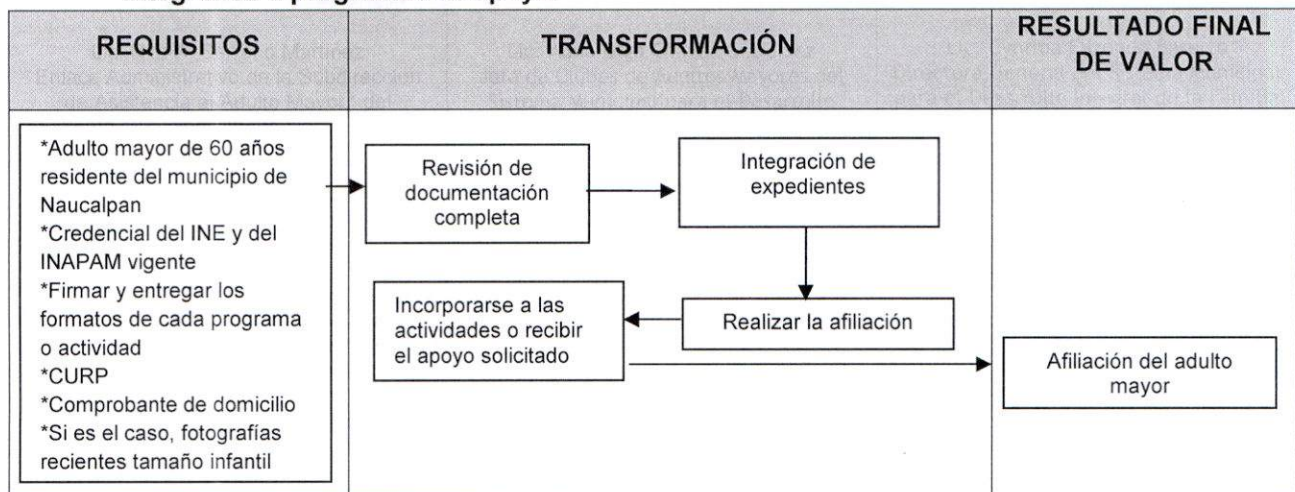 REQUISITOS
TRANSFORMACIÓN
RESULTADO FINAL
DE VALOR
*Adulto mayor de 60 años
residente del municipio de
Naucalpan
*Credencial del INE y del
INAPAM vigente
*Firmar y entregar los
formatos de cada programa
o actividad
*CURP
*Comprobante de domicilio
*Si es el caso, fotografías
recientes tamaño infantil
Revisión de
documentación
completa
Integración de
expedientes
Realizar la afiliación
Incorporarse a las
actividades o recibir
el apoyo solicitado
Afiliación del adulto
mayor